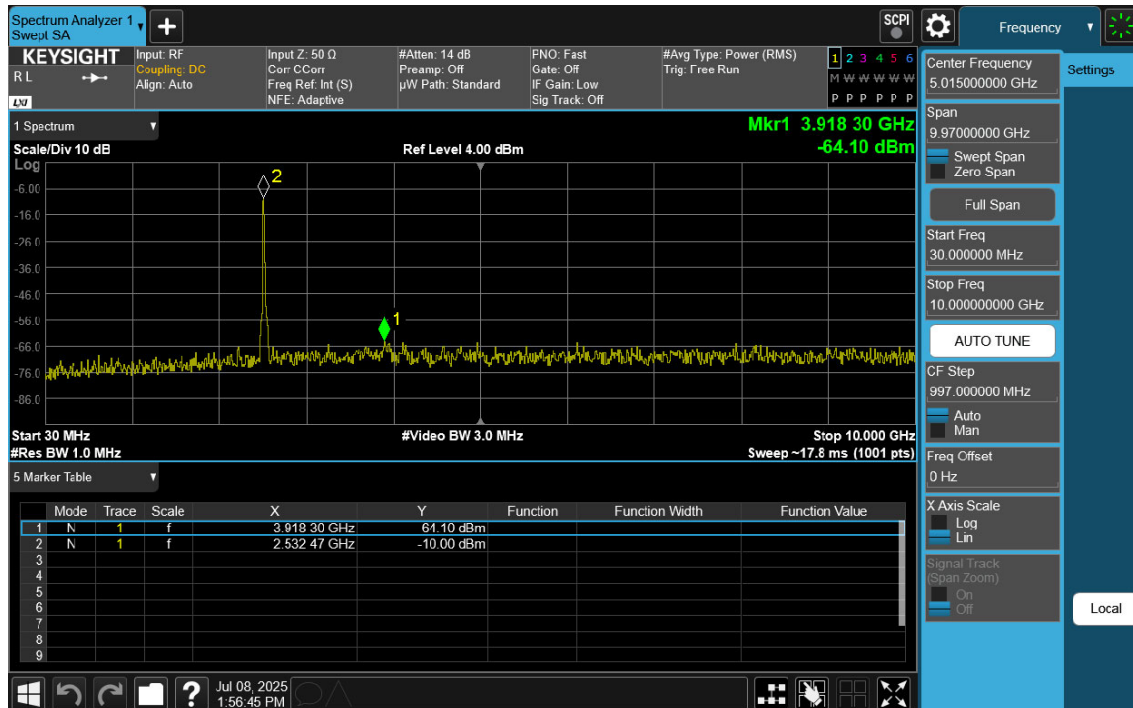 Spectrum Analyzer 1
Swept SA
SCPI
Frequency
KEYSIGHT
R L
LXI
Input: RF
Coupling: DC
Align: Auto
Input Z: 50 Ω
Corr CCorr
Freq Ref: Int (S)
NFE: Adaptive
#Atten: 14 dB
Preamp: Off
µW Path: Standard
PNO: Fast
Gate: Off
IF Gain: Low
Sig Track: Off
#Avg Type: Power (RMS)
Trig: Free Run
1 2 3 4 5 6
M W W W W W
P P P P P P
1 Spectrum
Scale/Div 10 dB
Ref Level 4.00 dBm
Mkr1 3.918 30 GHz
-64.10 dBm
Log
-6.00
-16.0
-26.0
-36.0
-46.0
-56.0
-66.0
-76.0
-86.0
2
1
Start 30 MHz
#Video BW 3.0 MHz
Stop 10.000 GHz
#Res BW 1.0 MHz
Sweep ~17.8 ms (1001 pts)
5 Marker Table
Mode Trace Scale X Y Function Function Width Function Value
1 N 1 f 3.918 30 GHz 64.10 dBm
2 N 1 f 2.532 47 GHz -10.00 dBm
3
4
5
6
7
8
9
Jul 08, 2025
1:56:45 PM
Center Frequency
5.015000000 GHz
Settings
Span
9.97000000 GHz
Swept Span
Zero Span
Full Span
Start Freq
30.000000 MHz
Stop Freq
10.000000000 GHz
AUTO TUNE
CF Step
997.000000 MHz
Auto
Man
Freq Offset
0 Hz
X Axis Scale
Log
Lin
Signal Track
(Span Zoom)
On
Off
Local